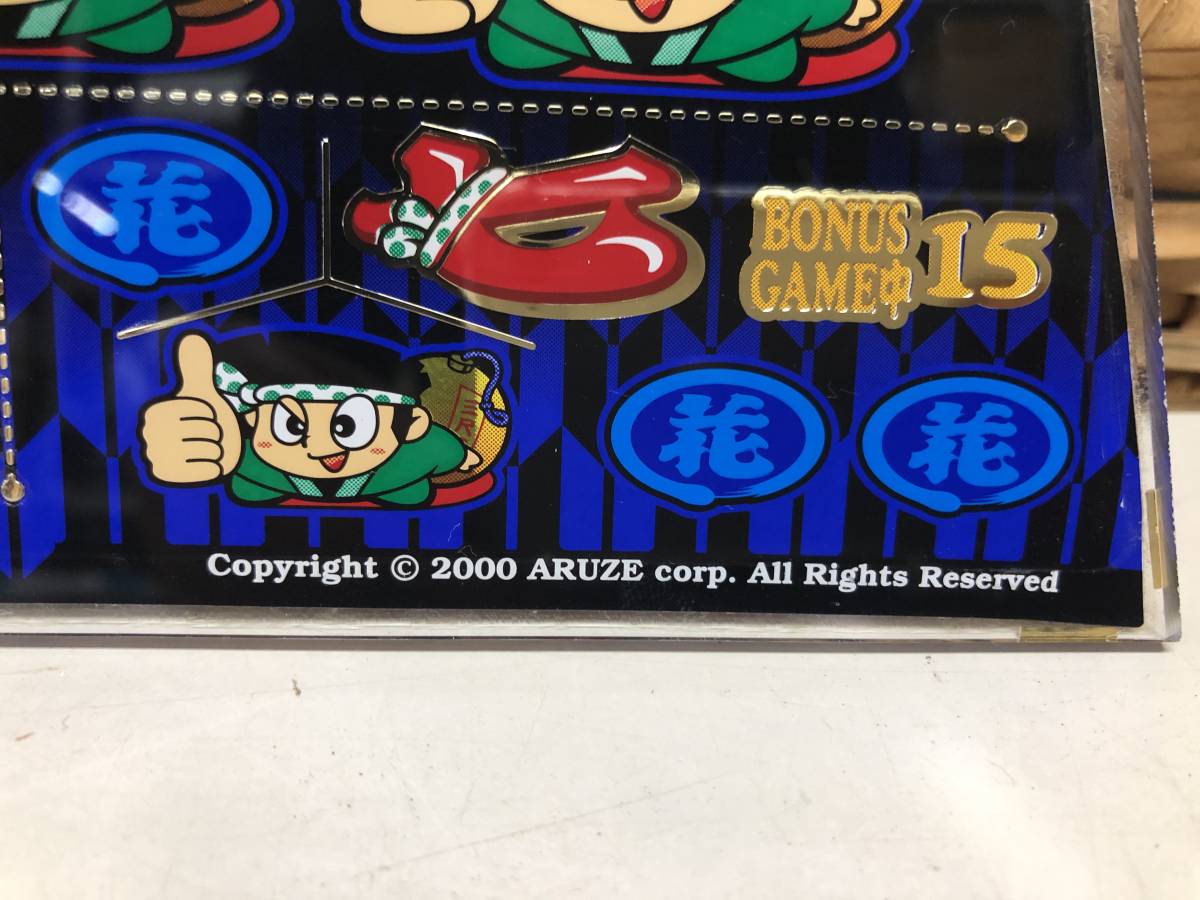 花
BONUS
GAME中 15
花 花
Copyright © 2000 ARUZE corp. All Rights Reserved